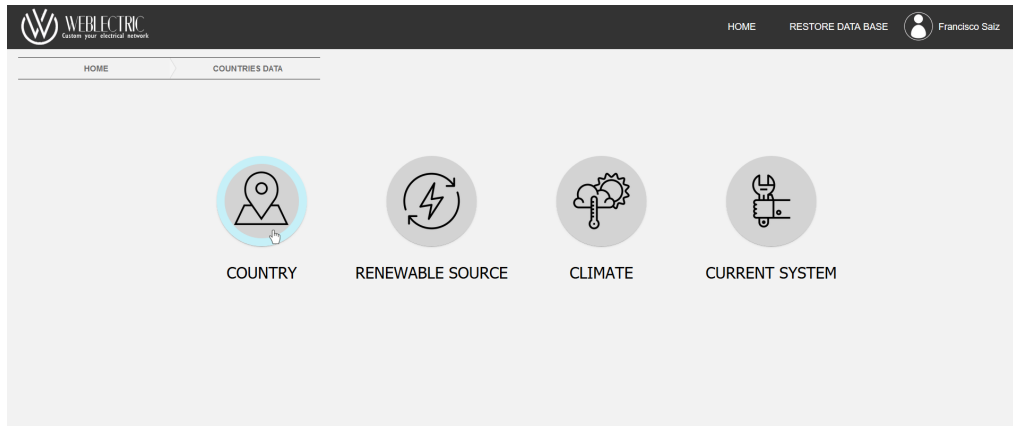 WEBLECTRIC
Custom your electrical network
HOME RESTORE DATA BASE Francisco Saiz
HOME COUNTRIES DATA
COUNTRY RENEWABLE SOURCE CLIMATE CURRENT SYSTEM